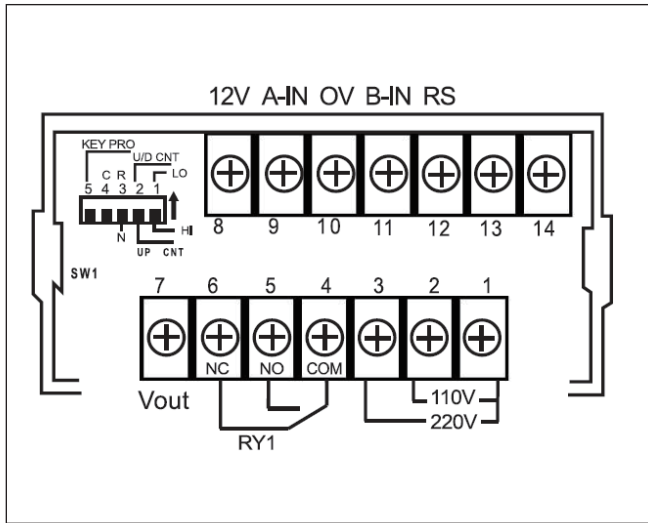 12V A-IN OV B-IN RS
KEY PRO
U/D CNT
C R
LO
5 4 3 2 1
HI
N
UP CNT
SW1
8 9 10 11 12 13 14
7 6 5 4 3 2 1
NC NO COM
Vout
110V
220V
RY1